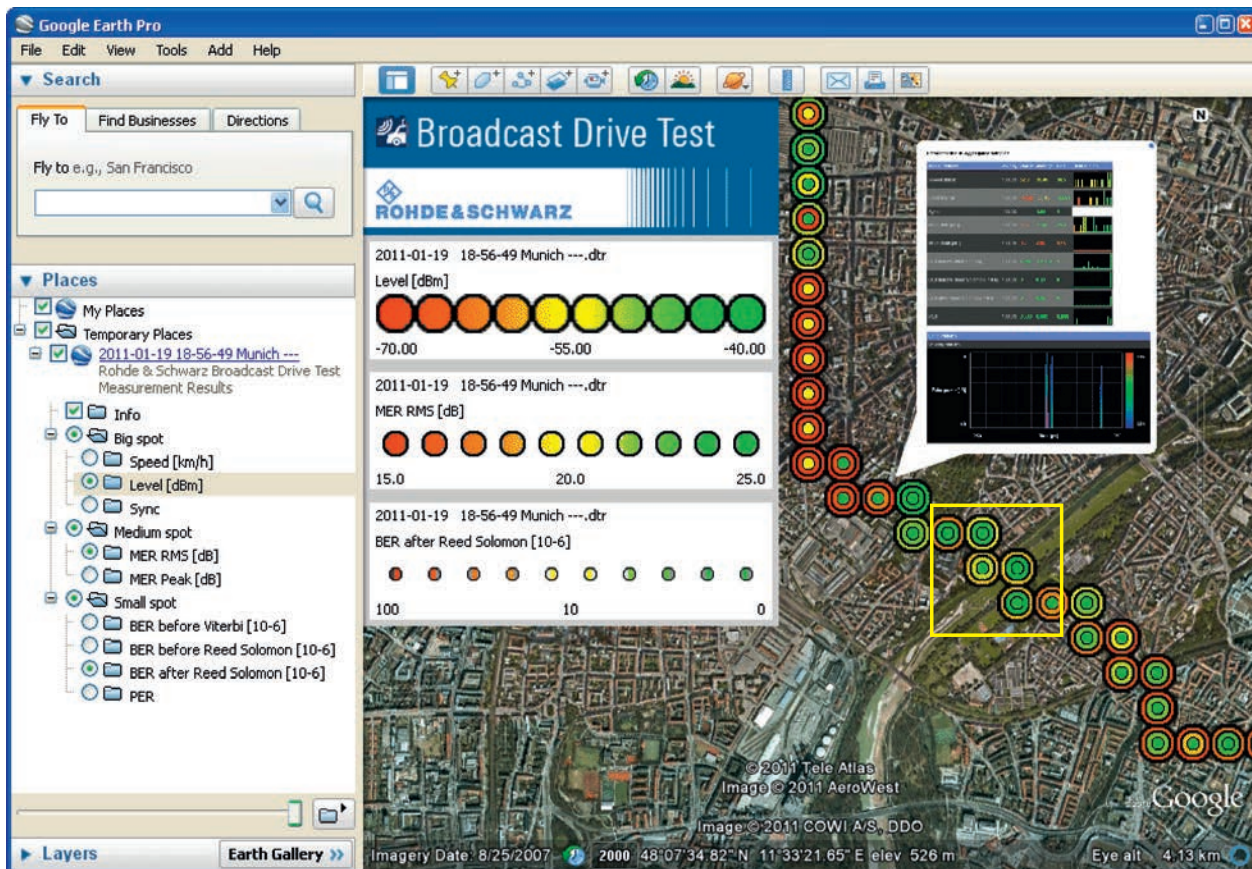 Google Earth Pro
File Edit View Tools Add Help
Search
Fly To Find Businesses Directions
Fly to e.g., San Francisco
Places
My Places
Temporary Places
2011-01-19 18-56-49 Munich ---
Rohde & Schwarz Broadcast Drive Test
Measurement Results
Info
Big spot
Speed [km/h]
Level [dBm]
Sync
Medium spot
MER RMS [dB]
MER Peak [dB]
Small spot
BER before Viterbi [10-6]
BER before Reed Solomon [10-6]
BER after Reed Solomon [10-6]
PER
Layers
Earth Gallery >>
Broadcast Drive Test
ROHDE & SCHWARZ
2011-01-19 18-56-49 Munich ---.dtr
Level [dBm]
-70.00 -55.00 -40.00
2011-01-19 18-56-49 Munich ---.dtr
MER RMS [dB]
15.0 20.0 25.0
2011-01-19 18-56-49 Munich ---.dtr
BER after Reed Solomon [10-6]
100 10 0
N
© 2011 Tele Atlas
Image © 2011 AeroWest
Image © 2011 COWI A/S, DDO
Google
Imagery Date: 8/25/2007 2000 48°07'34.82" N 11°33'21.65" E elev 526 m Eye alt 4.13 km